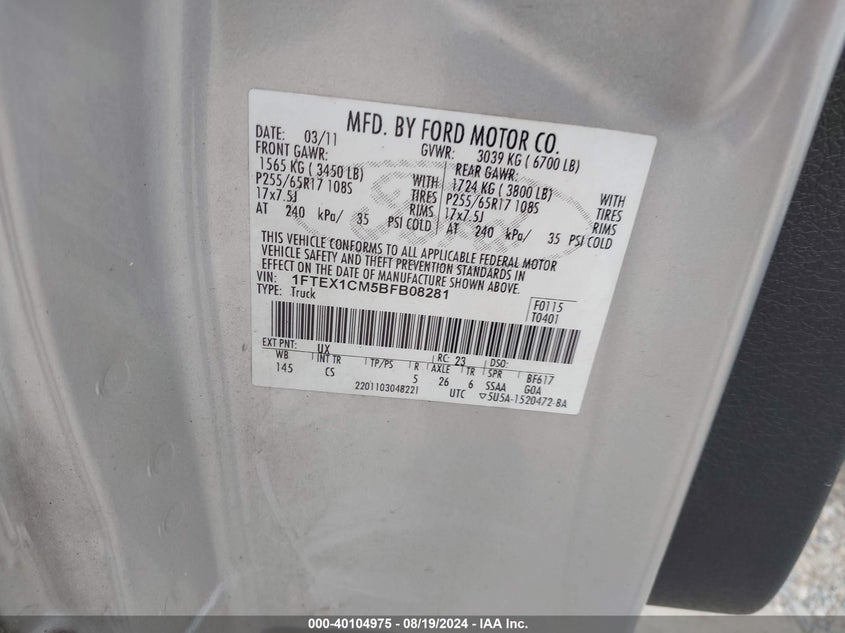 MFD. BY FORD MOTOR CO.
DATE: 03/11 GVWR: 3039 KG ( 6700 LB)
FRONT GAWR: REAR GAWR:
1565 KG ( 3450 LB) WITH 1724 KG ( 3800 LB) WITH
P255/65R17 108S TIRES P255/65R17 108S TIRES
17x7.5J RIMS 17x7.5J RIMS
AT 240 kPa/ 35 PSI COLD AT 240 kPa/ 35 PSI COLD
THIS VEHICLE CONFORMS TO ALL APPLICABLE FEDERAL MOTOR
VEHICLE SAFETY AND THEFT PREVENTION STANDARDS IN
EFFECT ON THE DATE OF MANUFACTURE SHOWN ABOVE.
VIN: 1FTEX1CM5BFB08281 F0115
TYPE: Truck T0401
EXT PNT: UX RC: 23 DSO:
WB INT TR TP/PS R AXLE TR SPR BF617
145 CS 5 26 6 SSAA GOA
2201103048221 UTC ▽5U5A-1520472-BA
000-40104975 - 08/19/2024 - IAA Inc.